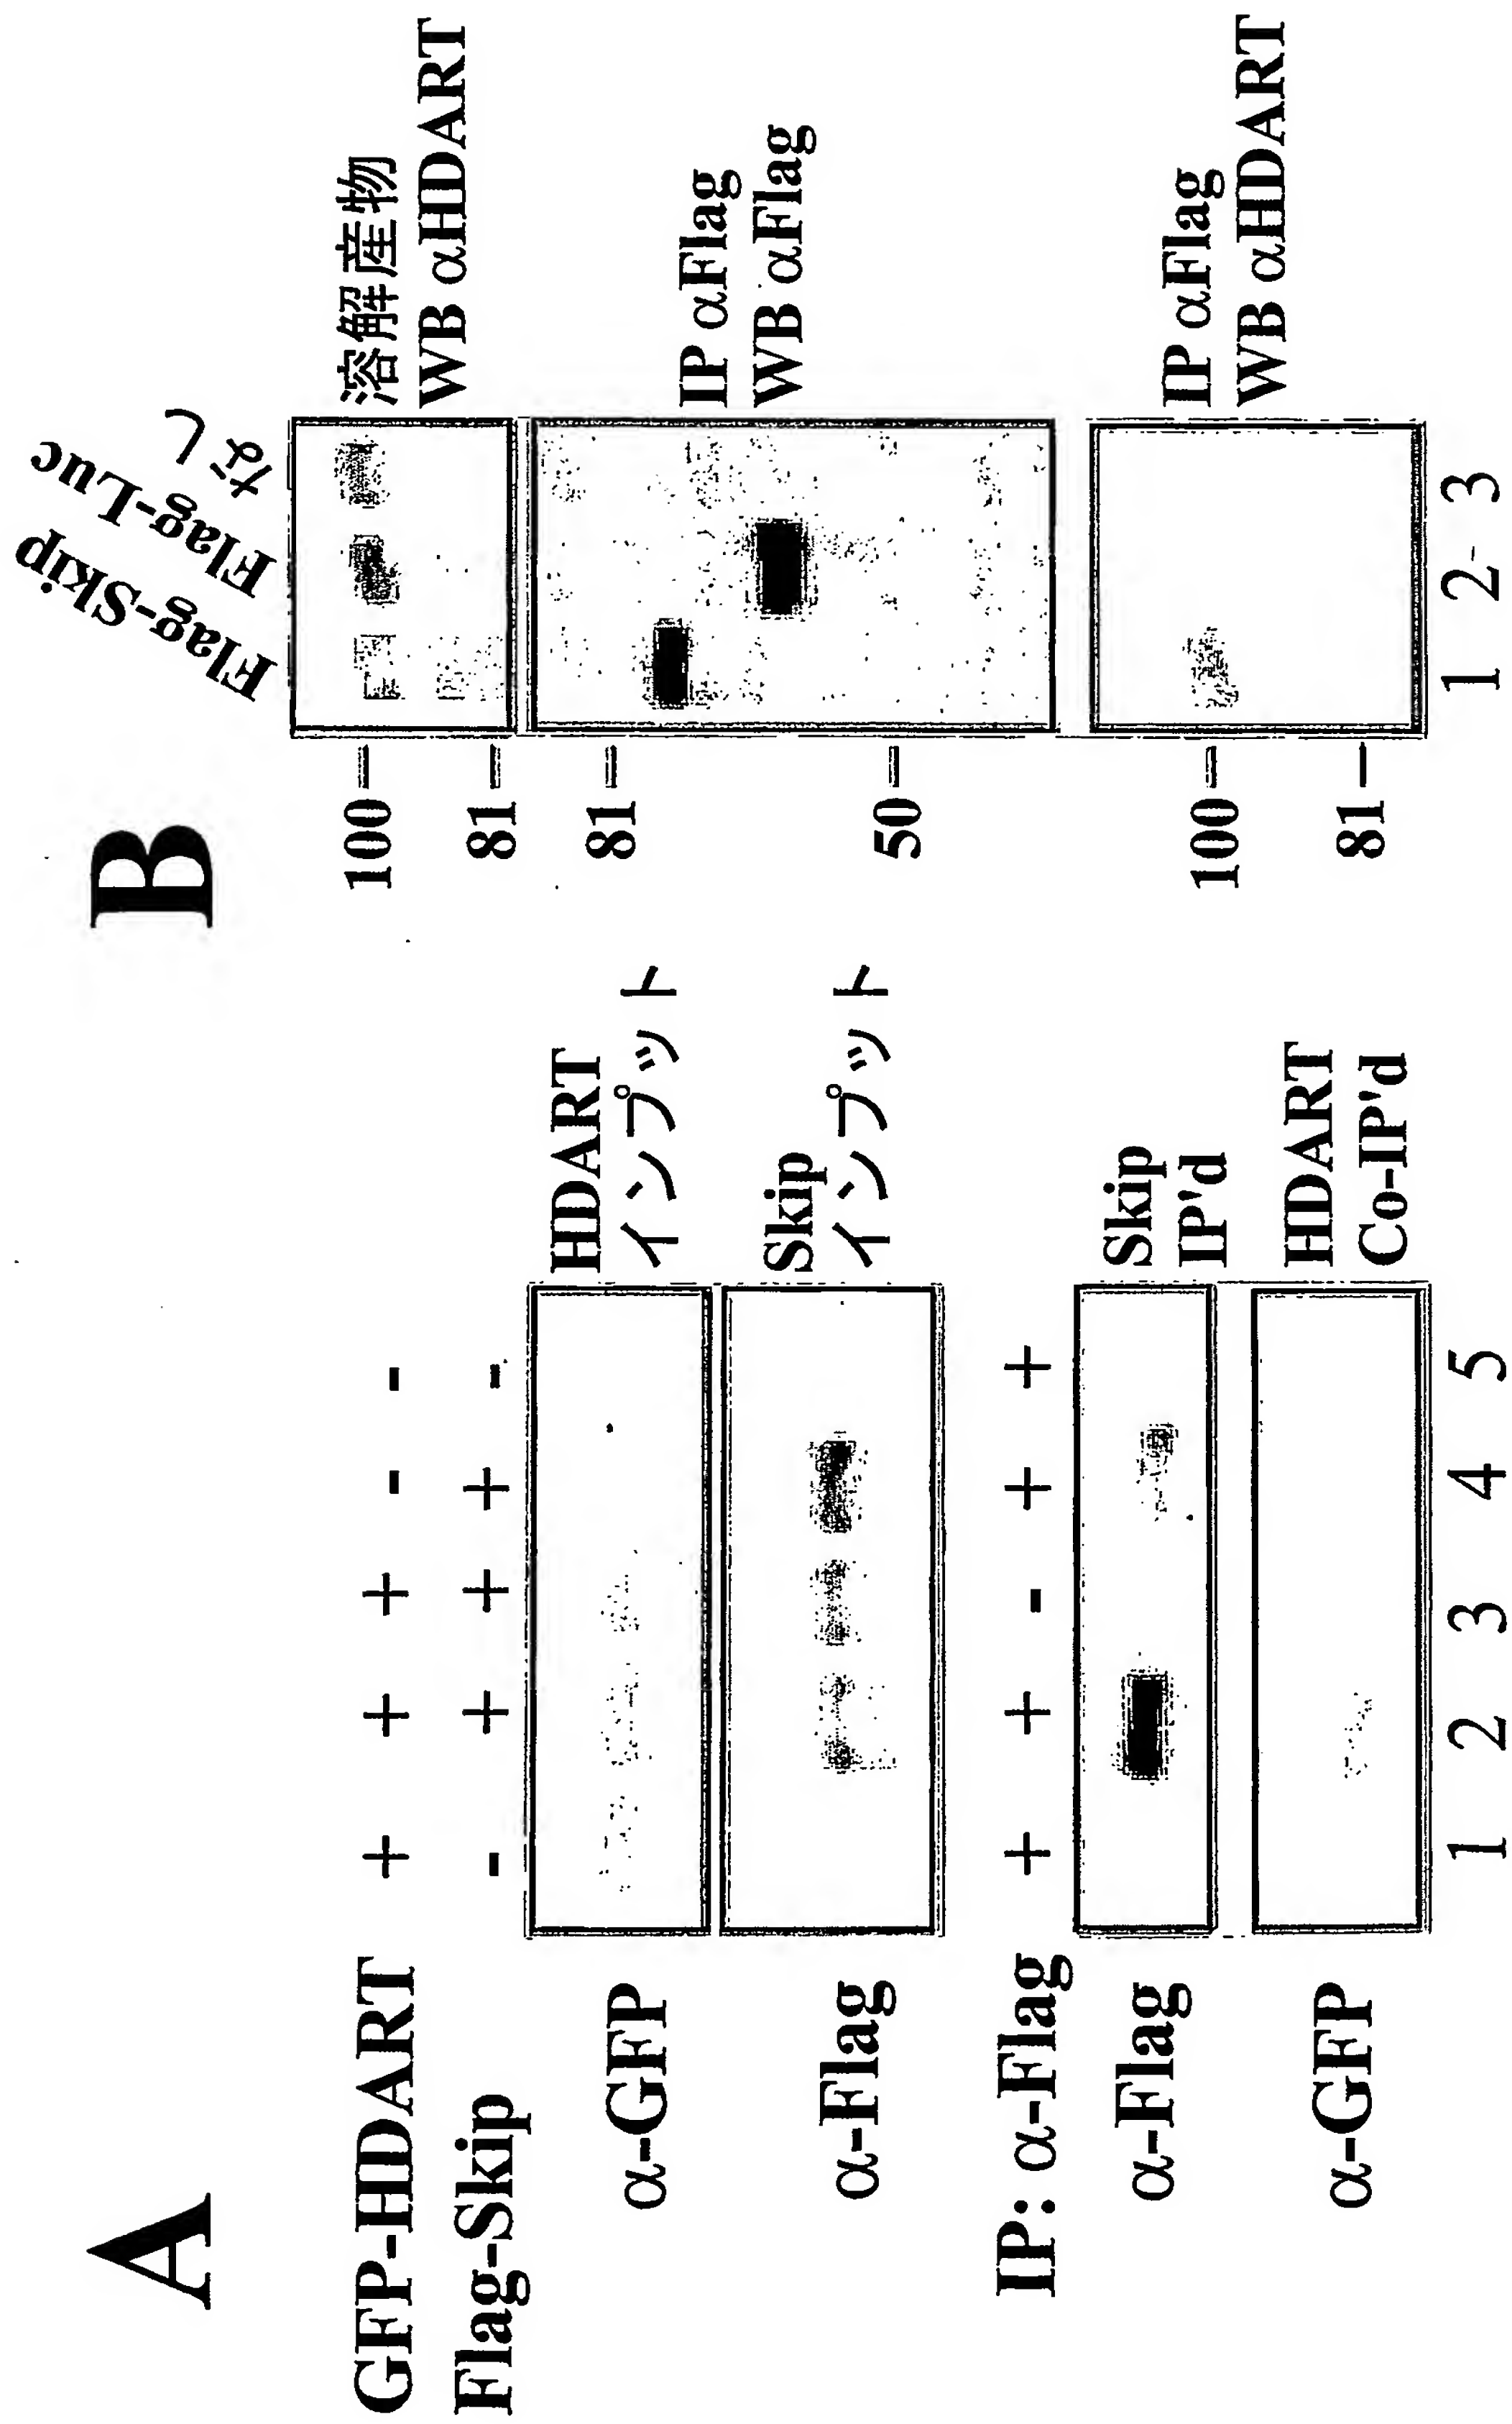 A
GFP-HDART + + + - -
Flag-Skip - + + + -
α-GFP
HDART
インプット
α-Flag
Skip
インプット
IP: α-Flag + + - + +
α-Flag
Skip
IP'd
α-GFP
HDART
Co-IP'd
1 2 3 4 5
B
Flag-Skip
Flag-Luc
なし
100
81
溶解産物
WB αHDART
81
50
IP αFlag
WB αFlag
100
81
IP αFlag
WB αHDART
1 2 3